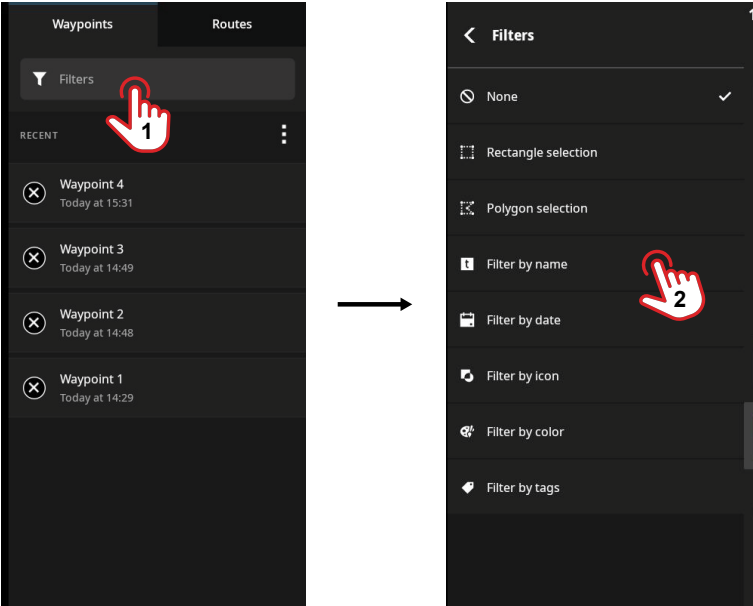 Waypoints
Routes
Filters
1
RECENT
Waypoint 4
Today at 15:31
Waypoint 3
Today at 14:49
Waypoint 2
Today at 14:48
Waypoint 1
Today at 14:29
Filters
None
Rectangle selection
Polygon selection
t Filter by name
2
Filter by date
Filter by icon
Filter by color
Filter by tags